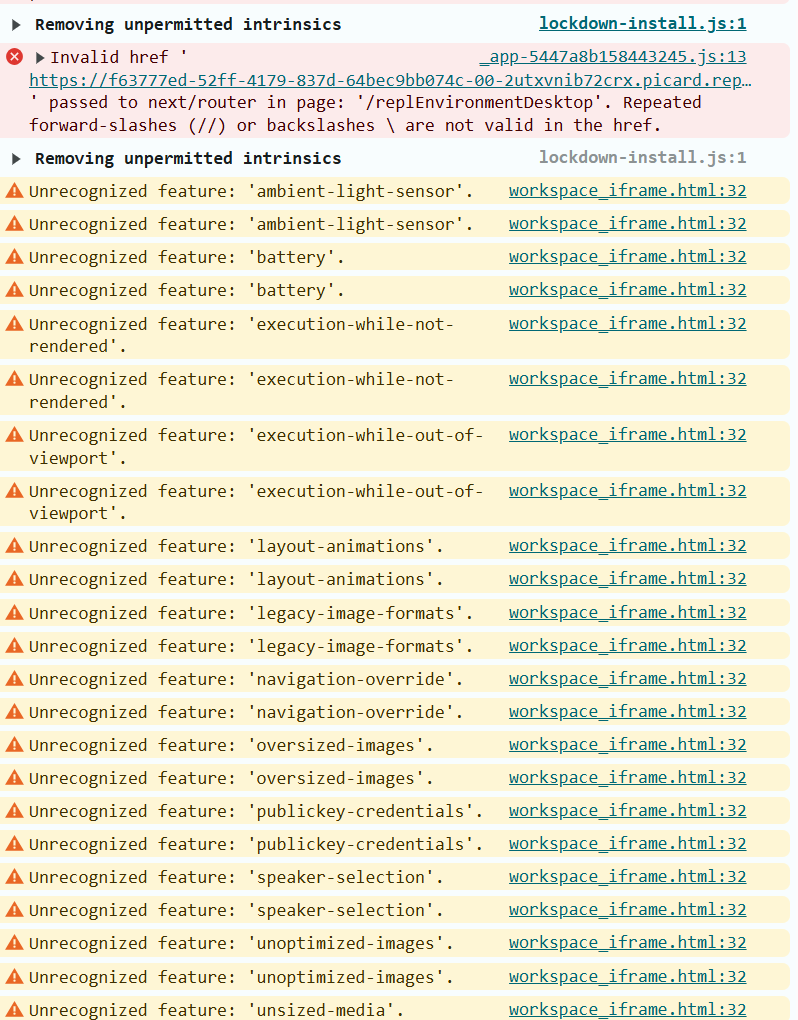 Removing unpermitted intrinsics lockdown-install.js:1
Invalid href ' _app-5447a8b158443245.js:13
https://f63777ed-52ff-4179-837d-64bec9bb074c-00-2utxvnib72crx.picard.rep…
' passed to next/router in page: '/replEnvironmentDesktop'. Repeated
forward-slashes (//) or backslashes \ are not valid in the href.
Removing unpermitted intrinsics lockdown-install.js:1
Unrecognized feature: 'ambient-light-sensor'. workspace_iframe.html:32
Unrecognized feature: 'ambient-light-sensor'. workspace_iframe.html:32
Unrecognized feature: 'battery'. workspace_iframe.html:32
Unrecognized feature: 'battery'. workspace_iframe.html:32
Unrecognized feature: 'execution-while-not- workspace_iframe.html:32
rendered'.
Unrecognized feature: 'execution-while-not- workspace_iframe.html:32
rendered'.
Unrecognized feature: 'execution-while-out-of- workspace_iframe.html:32
viewport'.
Unrecognized feature: 'execution-while-out-of- workspace_iframe.html:32
viewport'.
Unrecognized feature: 'layout-animations'. workspace_iframe.html:32
Unrecognized feature: 'layout-animations'. workspace_iframe.html:32
Unrecognized feature: 'legacy-image-formats'. workspace_iframe.html:32
Unrecognized feature: 'legacy-image-formats'. workspace_iframe.html:32
Unrecognized feature: 'navigation-override'. workspace_iframe.html:32
Unrecognized feature: 'navigation-override'. workspace_iframe.html:32
Unrecognized feature: 'oversized-images'. workspace_iframe.html:32
Unrecognized feature: 'oversized-images'. workspace_iframe.html:32
Unrecognized feature: 'publickey-credentials'. workspace_iframe.html:32
Unrecognized feature: 'publickey-credentials'. workspace_iframe.html:32
Unrecognized feature: 'speaker-selection'. workspace_iframe.html:32
Unrecognized feature: 'speaker-selection'. workspace_iframe.html:32
Unrecognized feature: 'unoptimized-images'. workspace_iframe.html:32
Unrecognized feature: 'unoptimized-images'. workspace_iframe.html:32
Unrecognized feature: 'unsized-media'. workspace_iframe.html:32